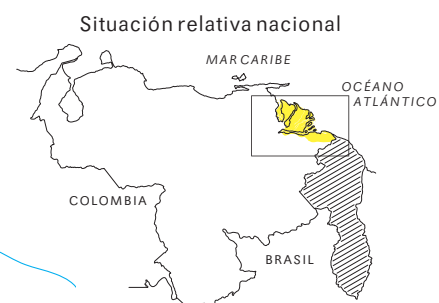 Situación relativa nacional
MAR CARIBE
OCÉANO
ATLÁNTICO
COLOMBIA
BRASIL